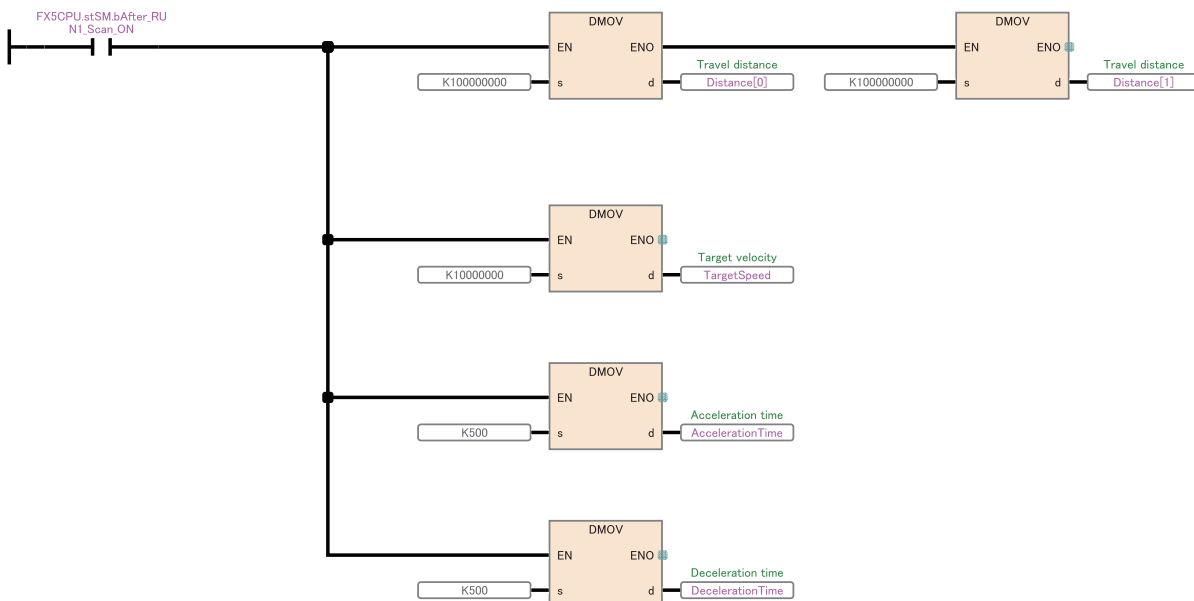 FX5CPU.stSM.bAfter_RU
N1_Scan_ON
DMOV
EN ENO
K100000000 s d
Travel distance
Distance[0]
DMOV
EN ENO
K100000000 s d
Travel distance
Distance[1]
DMOV
EN ENO
K10000000 s d
Target velocity
TargetSpeed
DMOV
EN ENO
K500 s d
Acceleration time
AccelerationTime
DMOV
EN ENO
K500 s d
Deceleration time
DecelerationTime